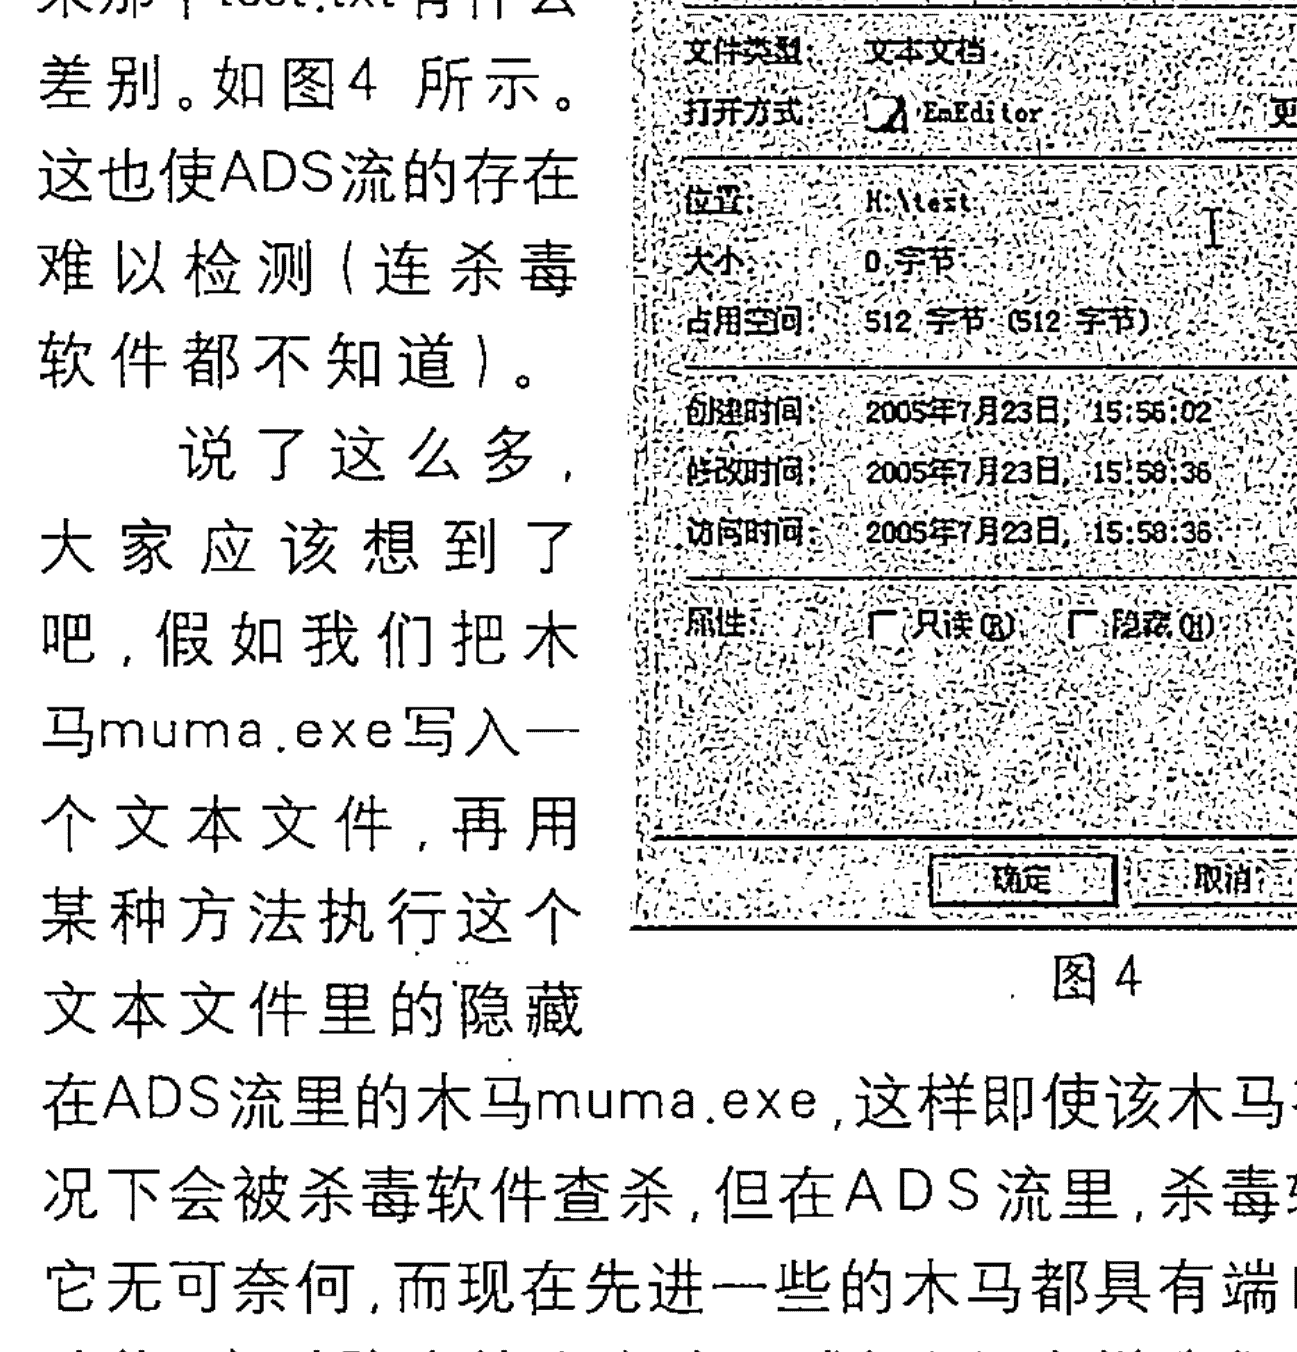 差别。如图4 所示。
这也使ADS流的存在
难以检测(连杀毒
软件都不知道)。
说了这么多,
大家应该想到了
吧,假如我们把木
马muma.exe写入一
个文本文件,再用
某种方法执行这个
文本文件里的隐藏
在ADS流里的木马muma.exe,这样即使该木马
况下会被杀毒软件查杀,但在ADS流里,杀毒
它无可奈何,而现在先进一些的木马都具有端
文件类型: 文本文档
打开方式: EmEditor 更
位置: H:\test
大小: 0 字节
占用空间: 512 字节 (512 字节)
创建时间: 2005年7月23日, 15:56:02
修改时间: 2005年7月23日, 15:58:36
访问时间: 2005年7月23日, 15:58:36
属性: 只读(R) 隐藏(H)
确定 取消
图4